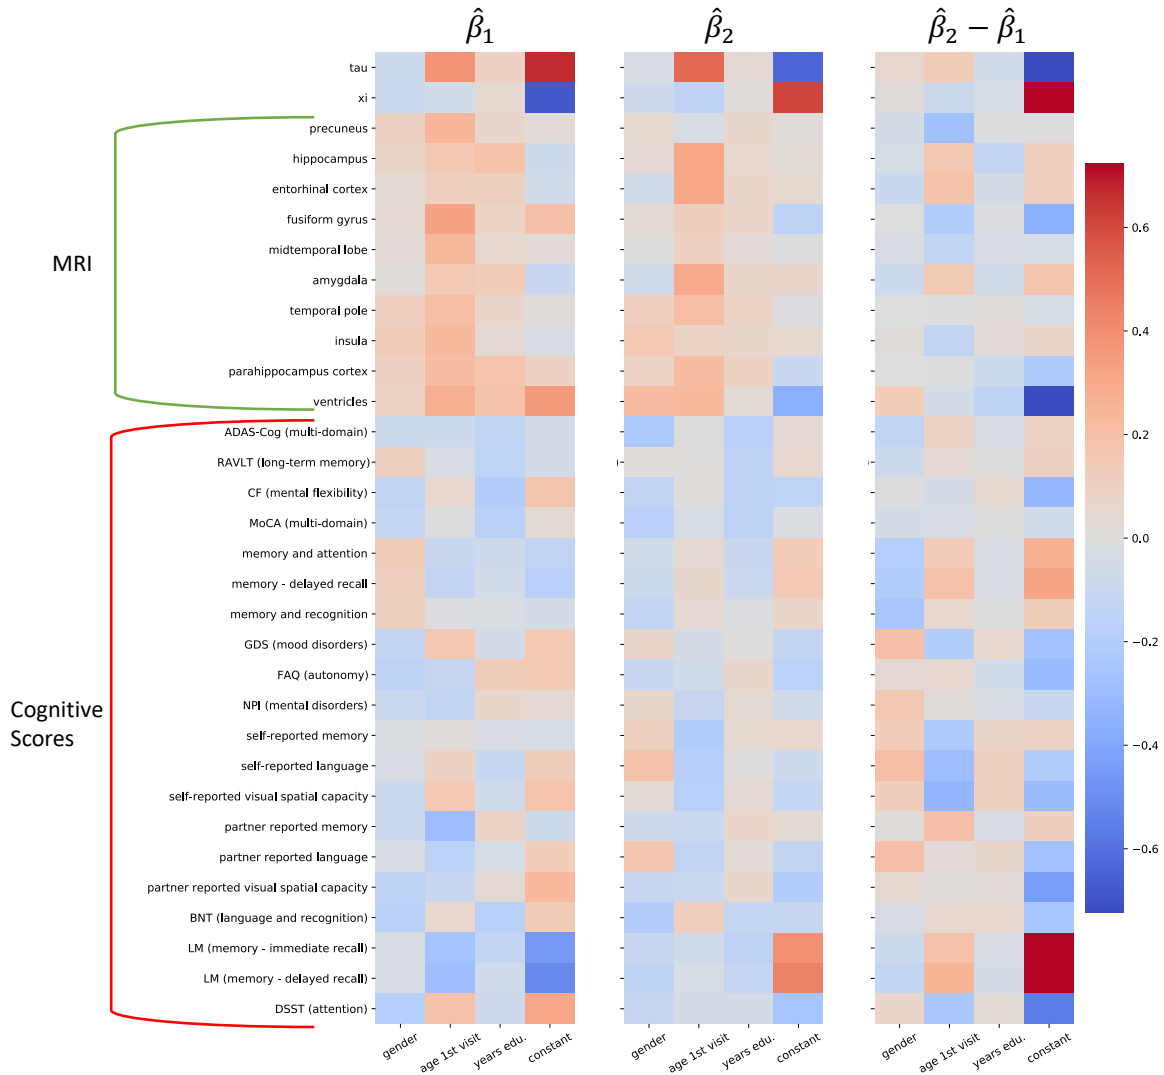 β̂₁ β̂₂ β̂₂ − β̂₁
tau
xi
precuneus
hippocampus
entorhinal cortex
fusiform gyrus
midtemporal lobe
amygdala
temporal pole
insula
parahippocampus cortex
ventricles
ADAS-Cog (multi-domain)
RAVLT (long-term memory)
CF (mental flexibility)
MoCA (multi-domain)
memory and attention
memory - delayed recall
memory and recognition
GDS (mood disorders)
FAQ (autonomy)
NPI (mental disorders)
self-reported memory
self-reported language
self-reported visual spatial capacity
partner reported memory
partner reported language
partner reported visual spatial capacity
BNT (language and recognition)
LM (memory - immediate recall)
LM (memory - delayed recall)
DSST (attention)
MRI
Cognitive
Scores
gender age 1st visit years edu. constant
gender age 1st visit years edu. constant
gender age 1st visit years edu. constant
0.6
0.4
0.2
0.0
−0.2
−0.4
−0.6